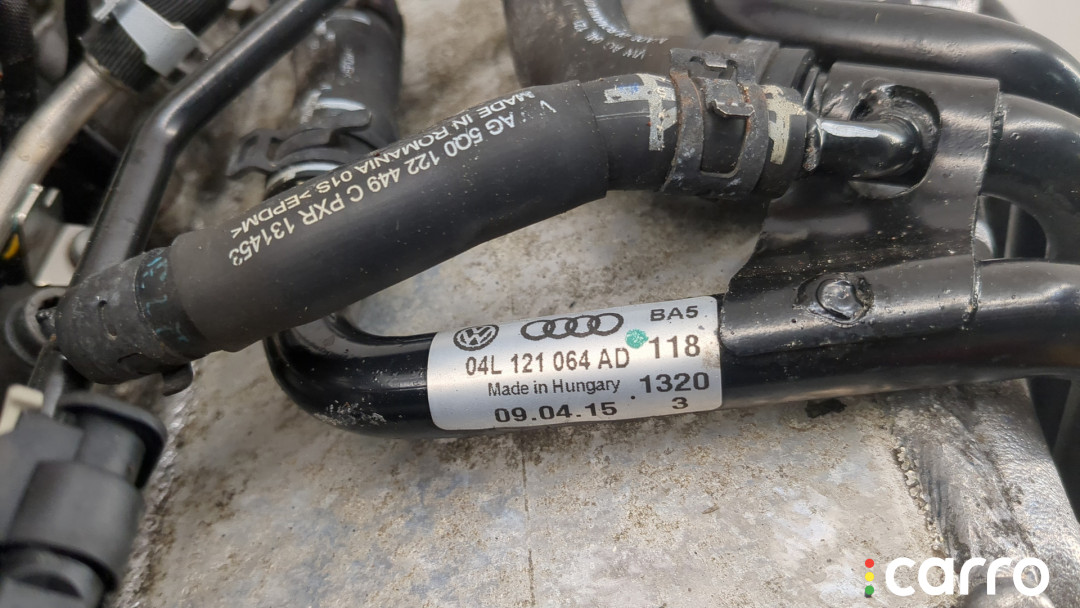 V AG 5Q0 122 449 C PXR 131453
MADE IN ROMANIA 01S >EPDM<
BA5
04L 121 064 AD 118
Made in Hungary .1320
09.04.15 3
carro